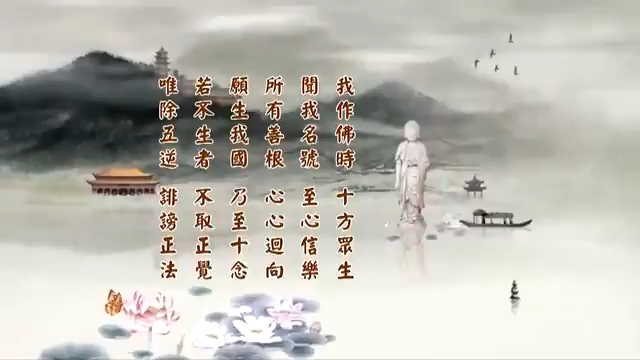 我作佛時 十方眾生
聞我名號 至心信樂
所有善根 心心迴向
願生我國 乃至十念
若不生者 不取正覺
唯除五逆 誹謗正法